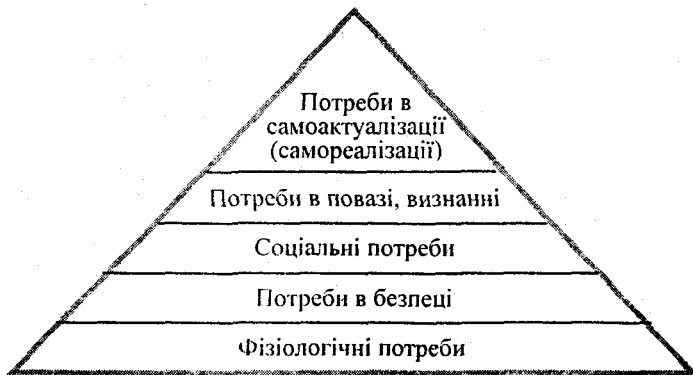 Потреби в
самоактуалізації
(самореалізації)
Потреби в повазі, визнанні
Соціальні потреби
Потреби в безпеці
Фізіологічні потреби